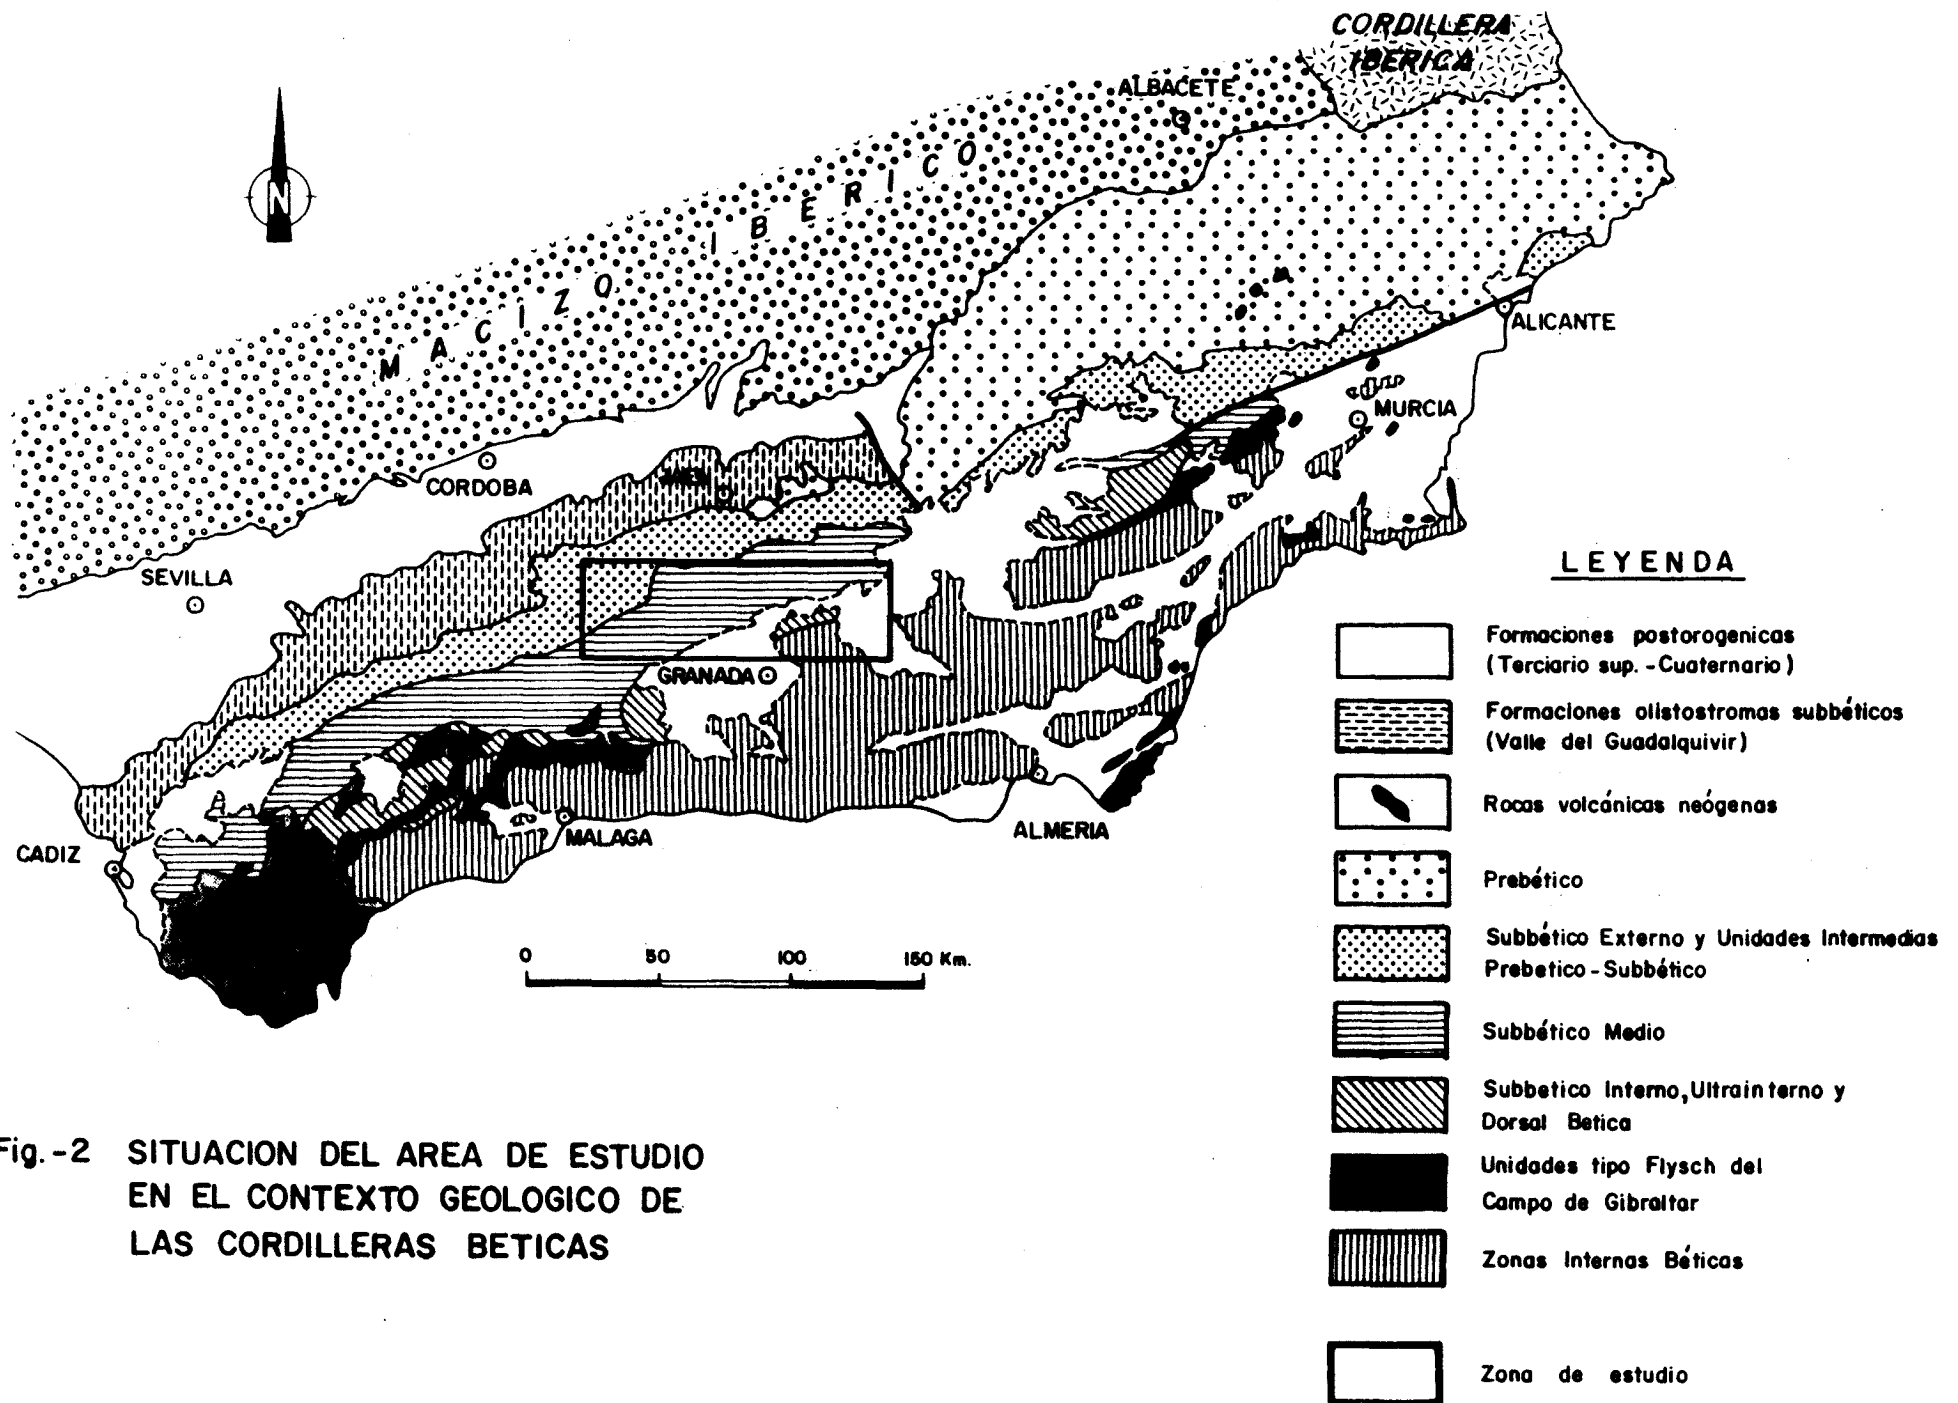 CORDILLERA
IBERICA
ALBACETE
N
MACIZO IBERICO
ALICANTE
MURCIA
CORDOBA
JAEN
SEVILLA
GRANADA
MALAGA
ALMERIA
CADIZ
0 50 100 150 Km.
LEYENDA
Formaciones postorogenicas
(Terciario sup. - Cuaternario)
Formaciones olistostromas subbéticos
(Valle del Guadalquivir)
Rocas volcánicas neógenas
Prebético
Subbético Externo y Unidades Intermedias
Prebetico - Subbético
Subbético Medio
Subbetico Interno, Ultrainterno y
Dorsal Betica
Unidades tipo Flysch del
Campo de Gibraltar
Zonas Internas Béticas
Zona de estudio
Fig.-2 SITUACION DEL AREA DE ESTUDIO
EN EL CONTEXTO GEOLOGICO DE
LAS CORDILLERAS BETICAS